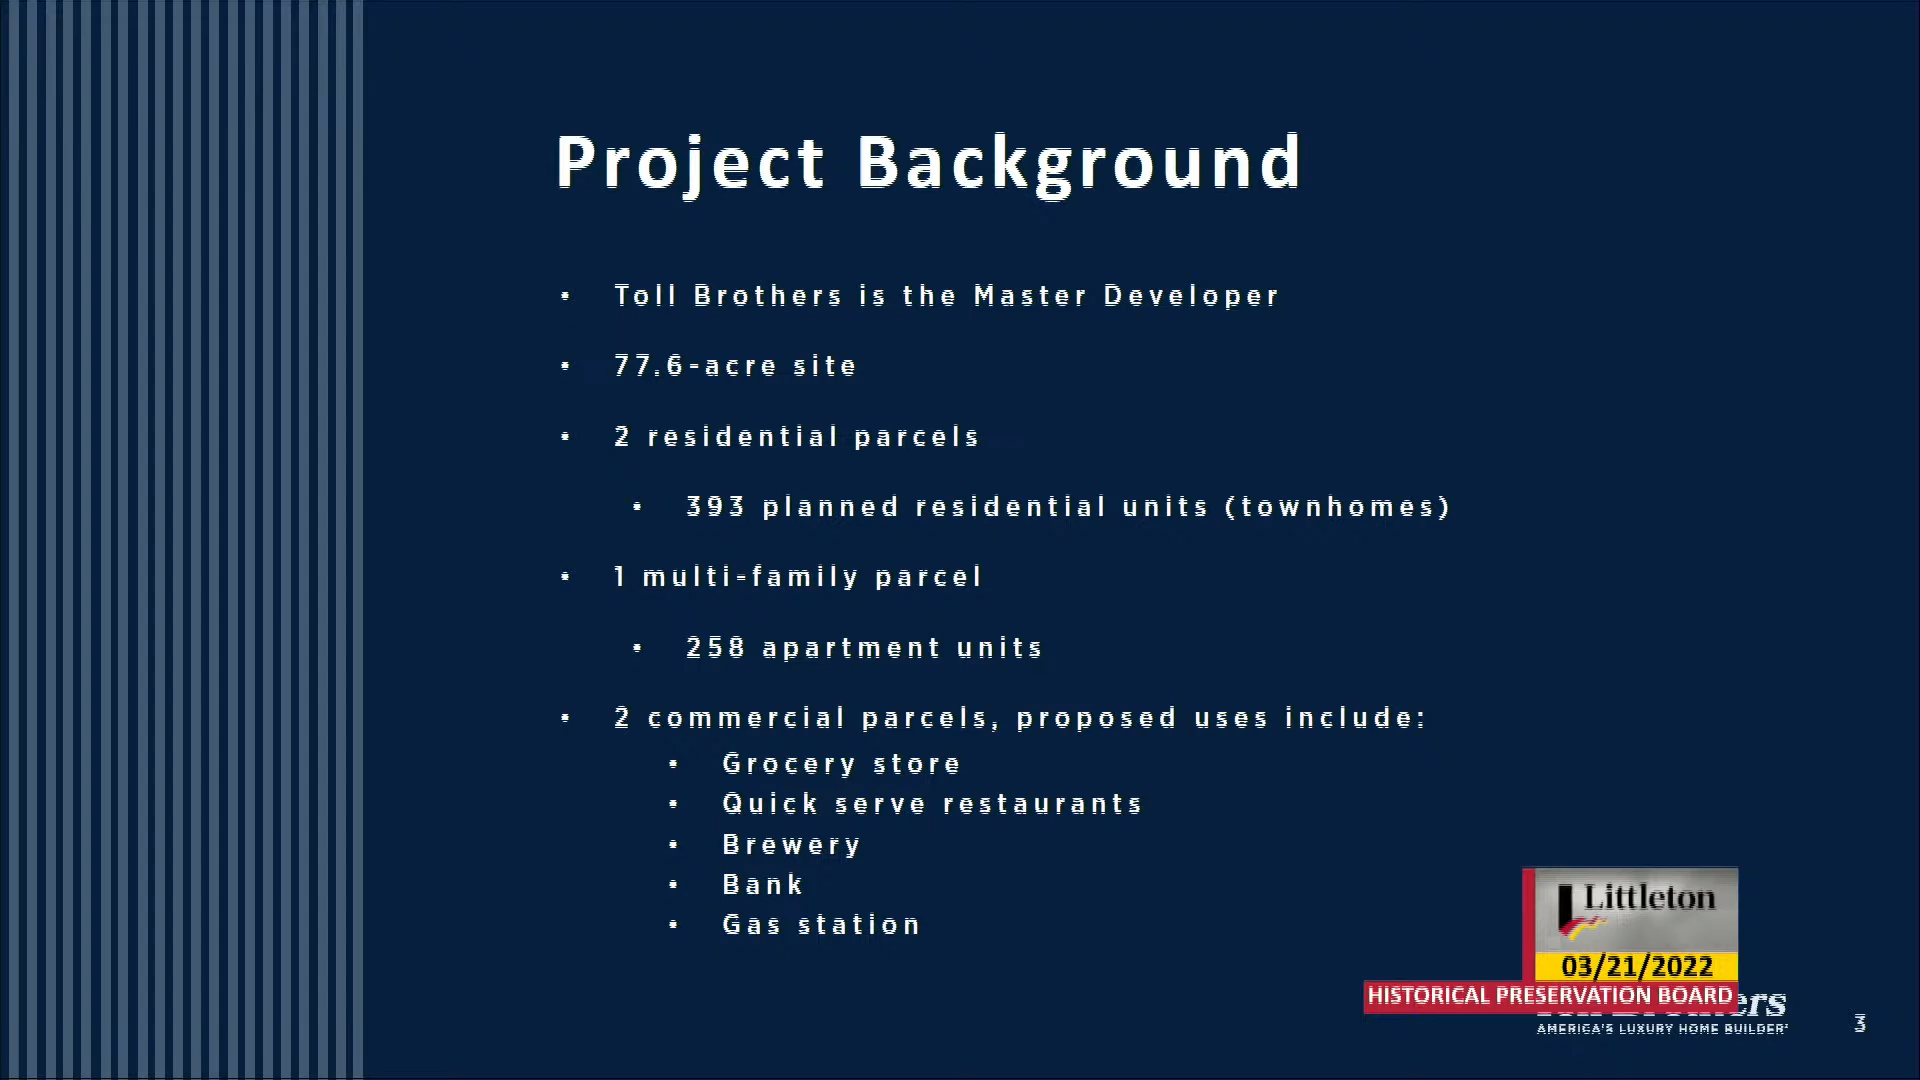 Project Background
• Toll Brothers is the Master Developer
• 77.6-acre site
• 2 residential parcels
• 393 planned residential units (townhomes)
• 1 multi-family parcel
• 258 apartment units
• 2 commercial parcels, proposed uses include:
• Grocery store
• Quick serve restaurants
• Brewery
• Bank
• Gas station
Littleton
03/21/2022
HISTORICAL PRESERVATION BOARD
AMERICA'S LUXURY HOME BUILDER
3